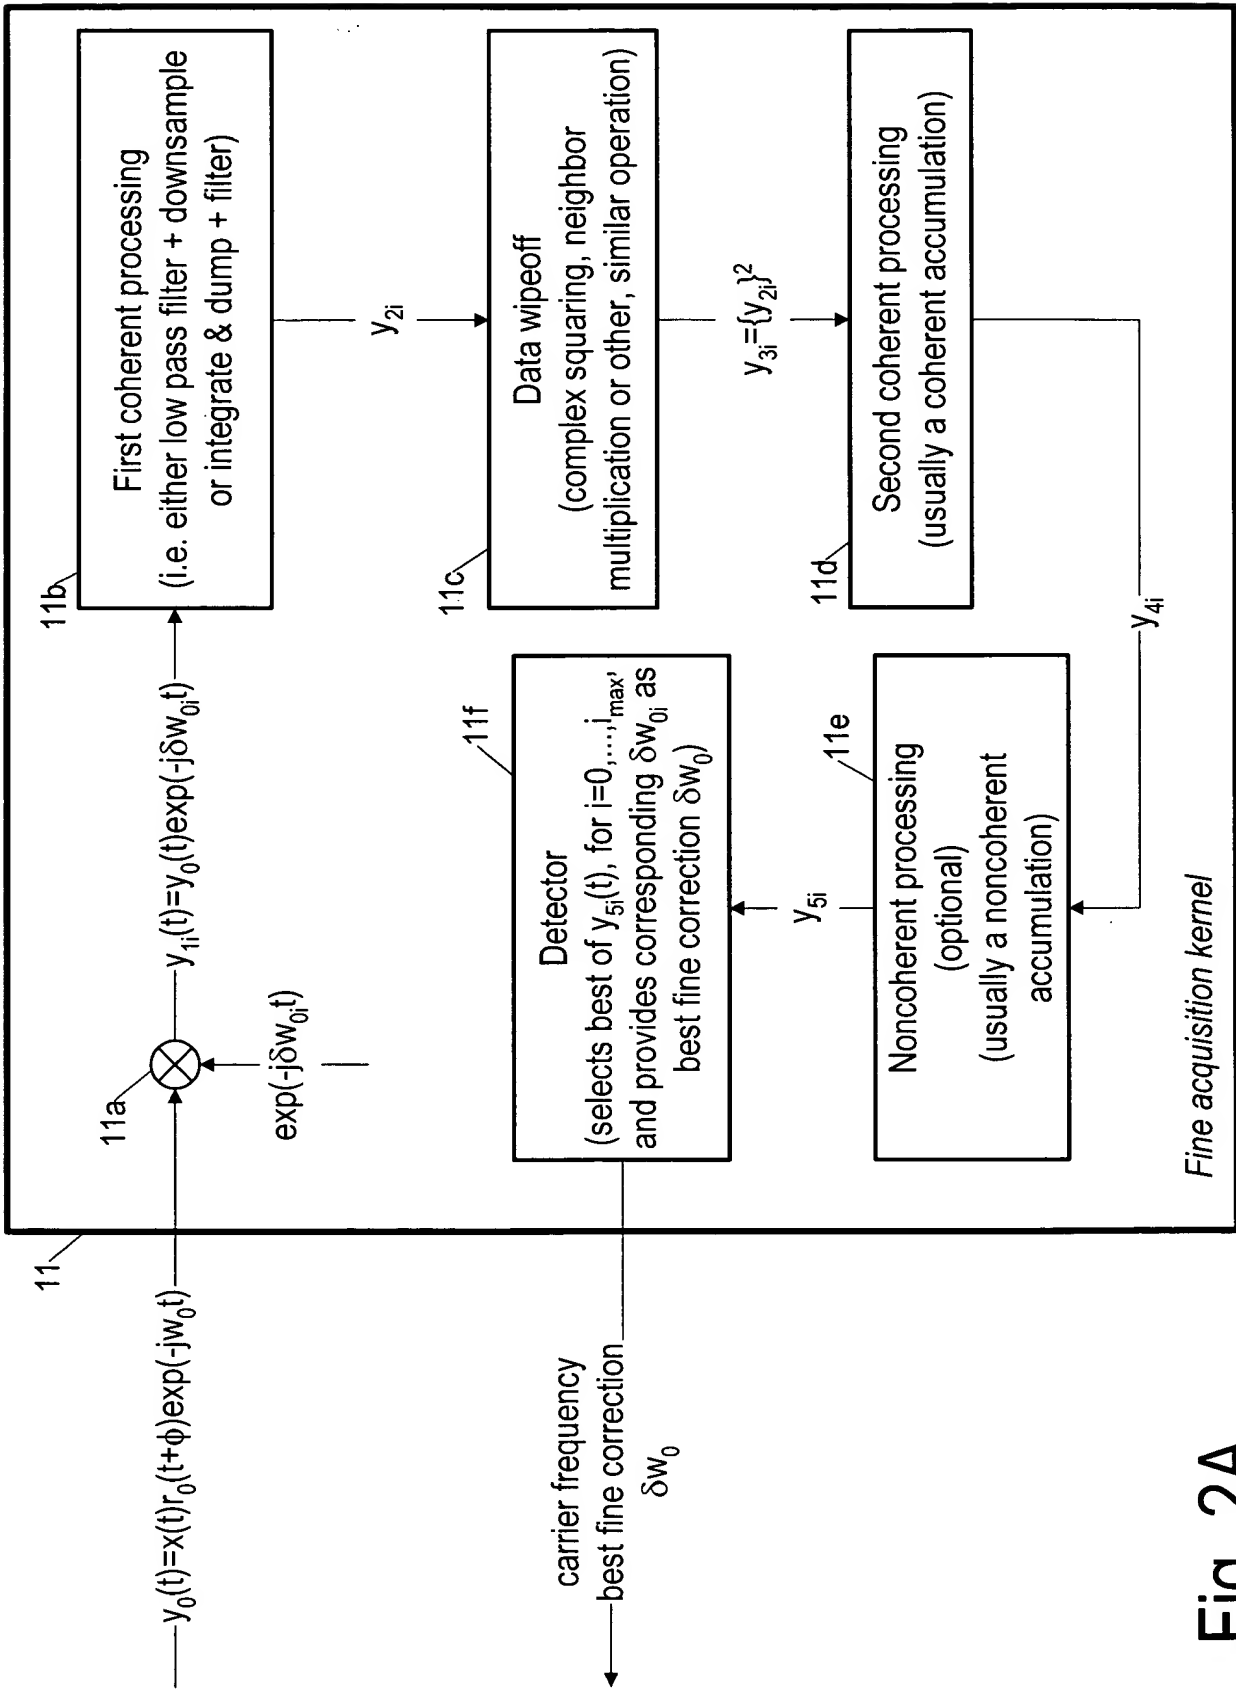 11
y₀(t)=x(t)r₀(t+ϕ)exp(-jw₀t)
11a
exp(-jδw₀ᵢt)
y₁ᵢ(t)=y₀(t)exp(-jδw₀ᵢt)
11b
First coherent processing
(i.e. either low pass filter + downsample
or integrate & dump + filter)
y₂ᵢ
11c
Data wipeoff
(complex squaring, neighbor
multiplication or other, similar operation)
y₃ᵢ={y₂ᵢ}²
11d
Second coherent processing
(usually a coherent accumulation)
y₄ᵢ
11e
Noncoherent processing
(optional)
(usually a noncoherent
accumulation)
y₅ᵢ
11f
Detector
(selects best of y₅ᵢ(t), for i=0,...,i_max,
and provides corresponding δw₀ᵢ as
best fine correction δw₀)
carrier frequency
best fine correction
δw₀
Fine acquisition kernel
Fig. 2A